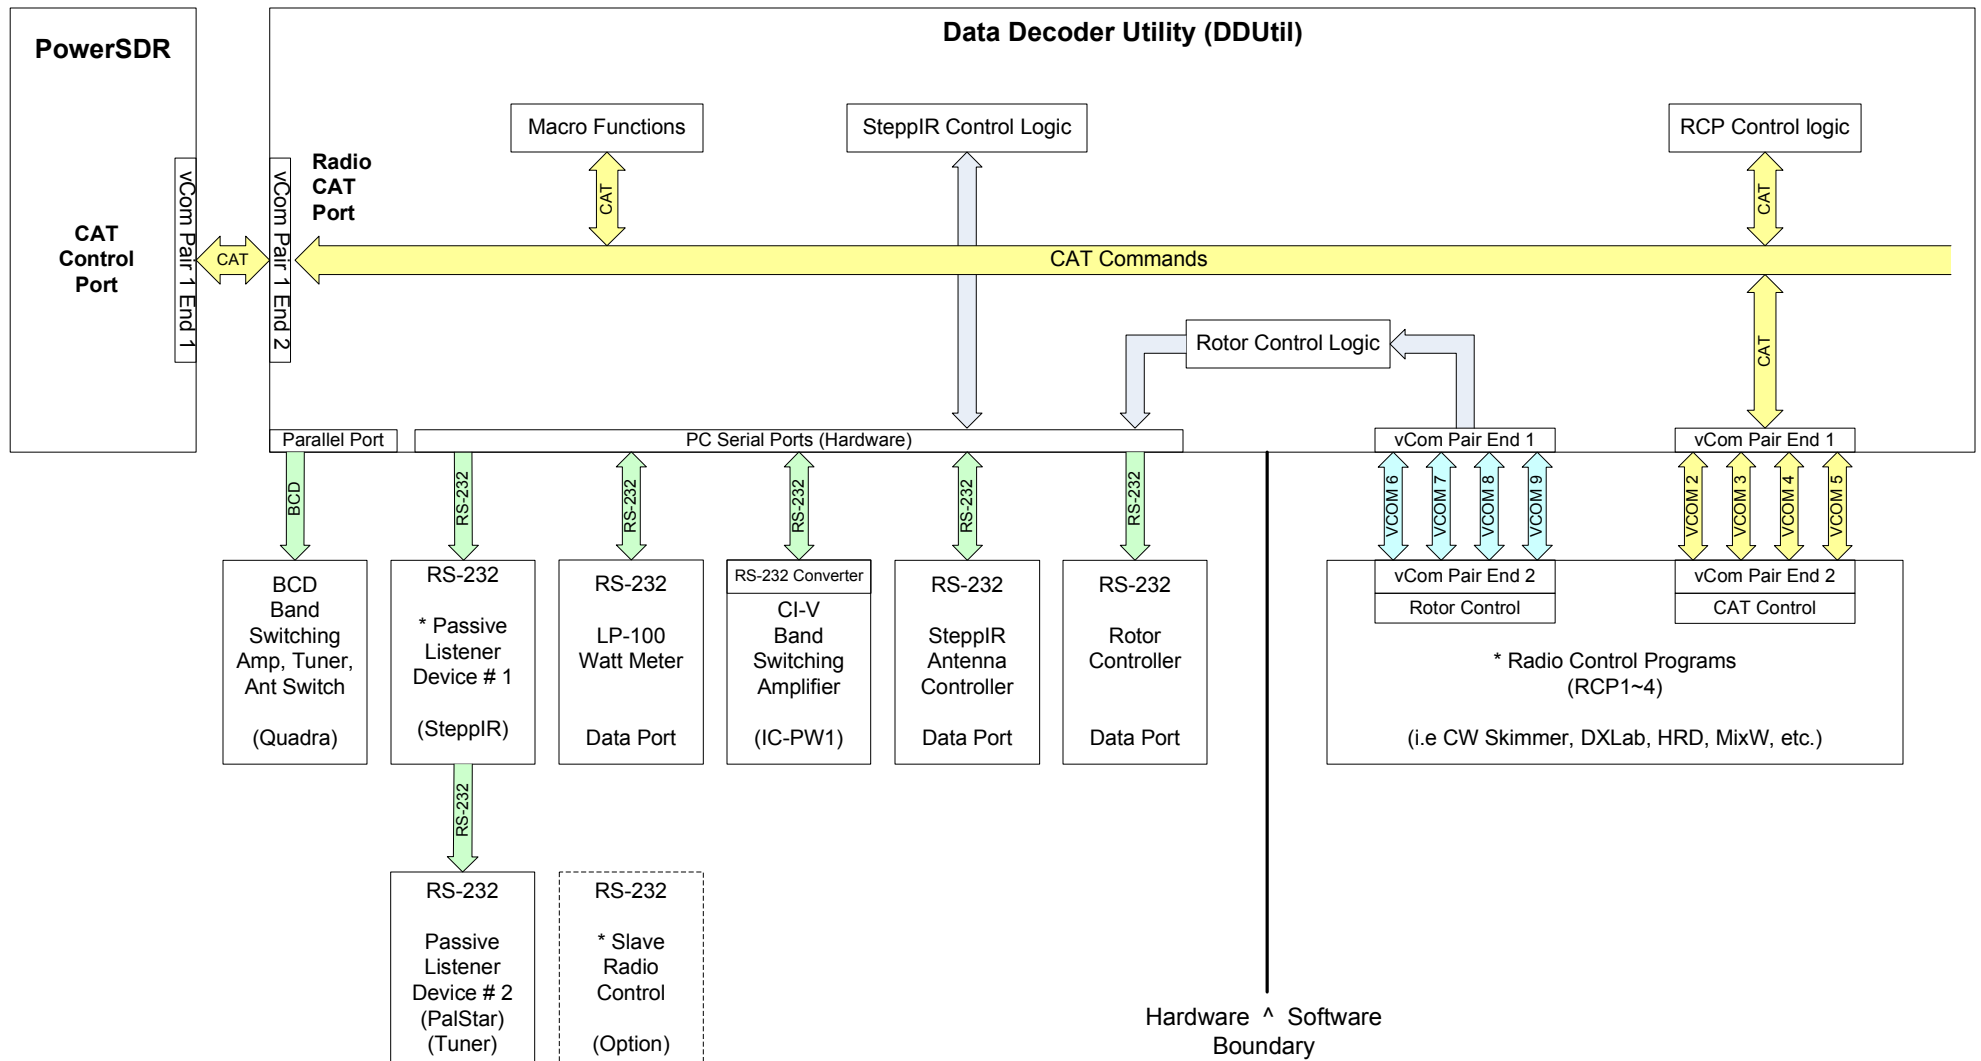 PowerSDR
Data Decoder Utility (DDUtil)
Macro Functions
SteppIR Control Logic
RCP Control logic
Radio
CAT
Port
vCom Pair 1 End 1
vCom Pair 1 End 2
CAT
CAT
CAT
Control
Port
CAT
CAT Commands
Rotor Control Logic
CAT
Parallel Port
PC Serial Ports (Hardware)
vCom Pair End 1
vCom Pair End 1
BCD
RS-232
RS-232
RS-232
RS-232
RS-232
VCOM 6
VCOM 7
VCOM 8
VCOM 9
VCOM 2
VCOM 3
VCOM 4
VCOM 5
BCD
Band
Switching
Amp, Tuner,
Ant Switch
(Quadra)
RS-232
* Passive
Listener
Device # 1
(SteppIR)
RS-232
LP-100
Watt Meter
Data Port
RS-232 Converter
CI-V
Band
Switching
Amplifier
(IC-PW1)
RS-232
SteppIR
Antenna
Controller
Data Port
RS-232
Rotor
Controller
Data Port
vCom Pair End 2
Rotor Control
vCom Pair End 2
CAT Control
* Radio Control Programs
(RCP1~4)
(i.e CW Skimmer, DXLab, HRD, MixW, etc.)
RS-232
RS-232
Passive
Listener
Device # 2
(PalStar)
(Tuner)
RS-232
* Slave
Radio
Control
(Option)
Hardware ^ Software
Boundary